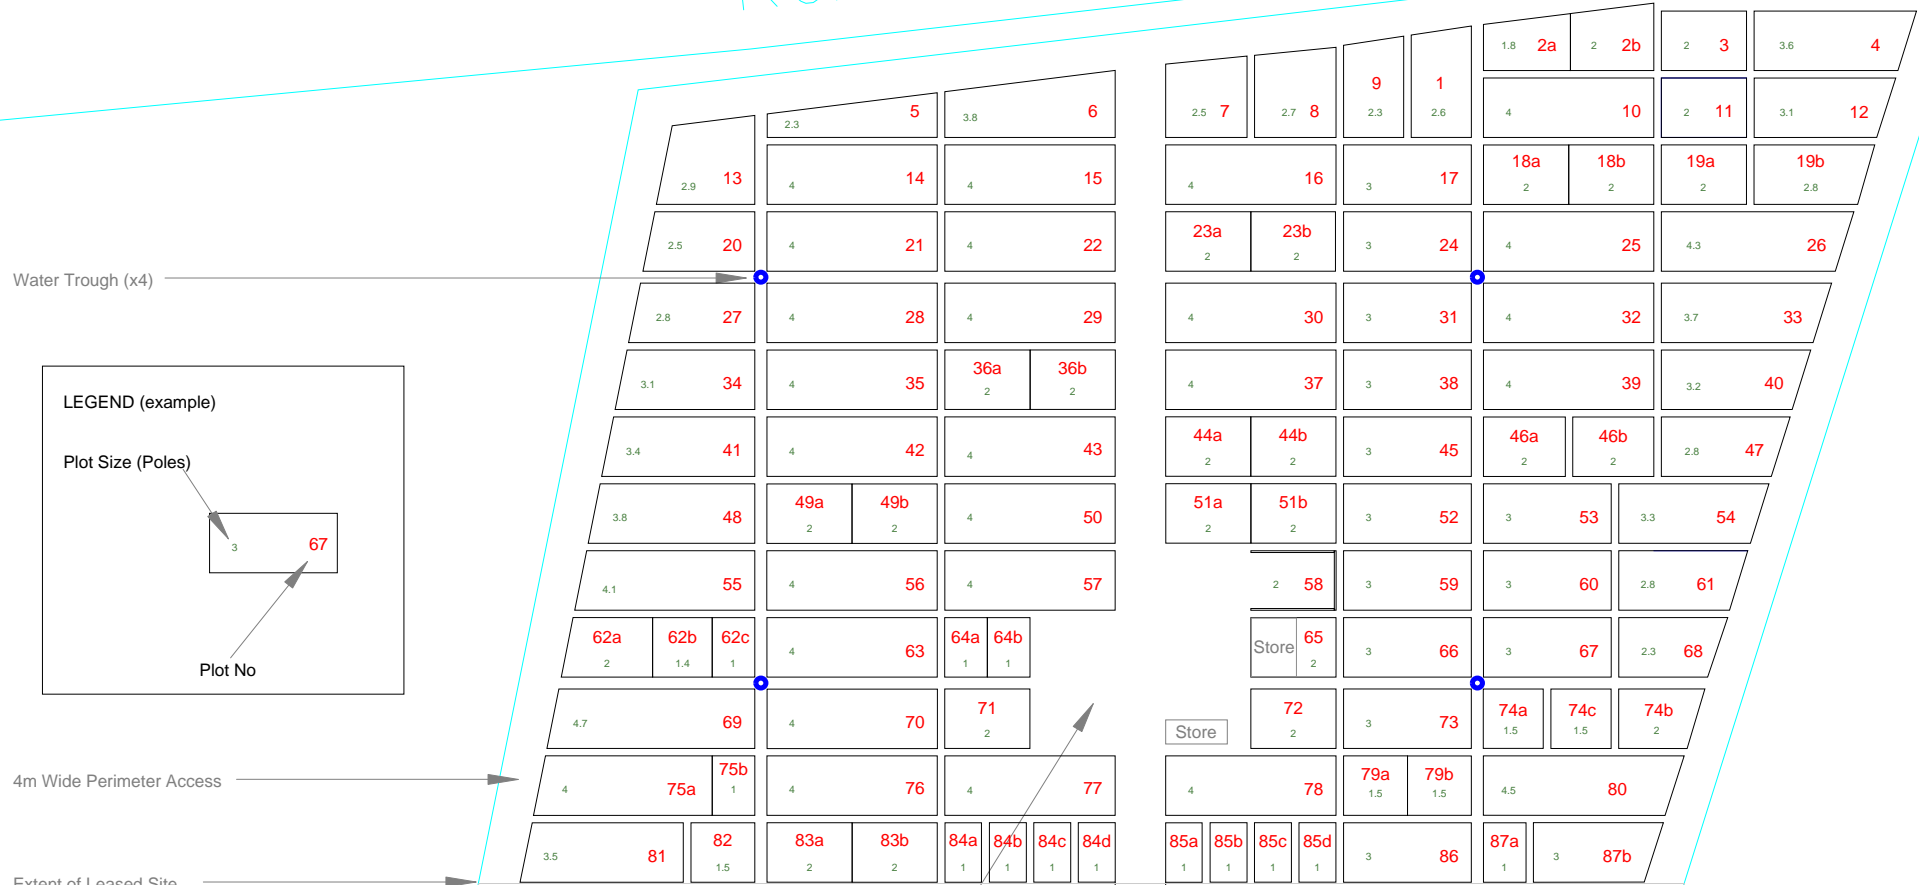 1.8 2a 2 2b 2 3 3.6 4
2.3 5 3.8 6 2.5 7 2.7 8 9 2.3 1 2.6 4 10 2 11 3.1 12
2.9 13 4 14 4 15 4 16 3 17 18a 2 18b 2 19a 2 19b 2.8
2.5 20 4 21 4 22 23a 2 23b 2 3 24 4 25 4.3 26
Water Trough (x4)
2.8 27 4 28 4 29 4 30 3 31 4 32 3.7 33
3.1 34 4 35 36a 2 36b 2 4 37 3 38 4 39 3.2 40
LEGEND (example)
3.4 41 4 42 4 43 44a 2 44b 2 3 45 46a 2 46b 2 2.8 47
Plot Size (Poles)
3.8 48 49a 2 49b 2 4 50 51a 2 51b 2 3 52 3 53 3.3 54
3 67
4.1 55 4 56 4 57 2 58 3 59 3 60 2.8 61
62a 2 62b 1.4 62c 1 4 63 64a 1 64b 1 Store 65 2 3 66 3 67 2.3 68
Plot No
4.7 69 4 70 71 2 Store 72 2 3 73 74a 1.5 74c 1.5 74b 2
4m Wide Perimeter Access
4 75a 75b 1 4 76 4 77 4 78 79a 1.5 79b 1.5 4.5 80
3.5 81 82 1.5 83a 2 83b 2 84a 1 84b 1 84c 1 84d 1 85a 1 85b 1 85c 1 85d 1 3 86 87a 1 3 87b
Extent of Leased Site